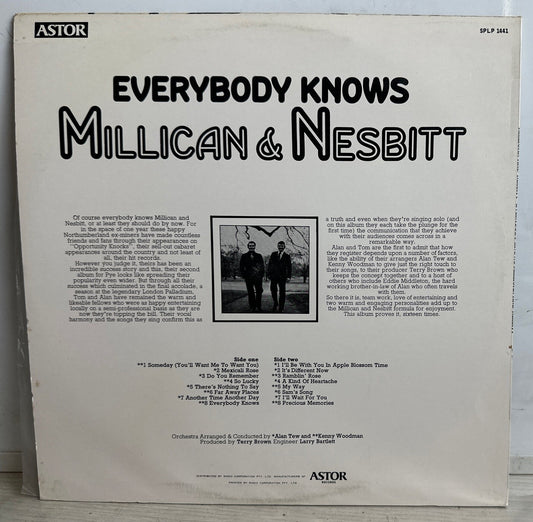 ASTOR
SPLP 1441
EVERYBODY KNOWS
MILLICAN & NESBITT
Of course everybody knows Millican and
Nesbitt, or at least they should do by now. For
in the space of one year these happy
Northumberland ex-miners have made countless
friends and fans through their appearances on
"Opportunity Knocks", their sell-out cabaret
appearances around the country and not least of
all, their hit records.
However you judge it, theirs has been an
incredible success story and this, their second
album for Pye looks like spreading their
popularity even wider. But through all their
success which culminated in the final accolade, a
season at the legendary London Palladium,
Tom and Alan have remained the warm and
likeable fellows who were as happy entertaining
locally on a semi-professional basis as they are
now they're topping the bill. Their vocal
harmony and the songs they sing confirm this as
a truth and even when they're singing solo (and
on this album they each take the plunge for the
first time) the communication that they achieve
with their audiences comes across in a
remarkable way.
Alan and Tom are the first to admit that how
they register depends upon a number of factors,
like the ability of their arrangers Alan Tew and
Kenny Woodman to give just the right touch to
their songs, to their producer Terry Brown who
keeps the concept together and to a host of
others who include Eddie Middleton, the hard
working brother-in-law of Alan who often travels
with them.
So there it is, team work, love of entertaining and
two warm and engaging personalities add up to
the Millican and Nesbitt formula for enjoyment.
This album proves it, sixteen times.
Side one
**1 Someday (You'll Want Me To Want You)
*2 Mexicali Rose
*3 Do You Remember
**4 So Lucky
*5 There's Nothing To Say
**6 Far Away Places
*7 Another Time Another Day
**8 Everybody Knows
Side two
*1 I'll Be With You In Apple Blossom Time
*2 It's Different Now
**3 Ramblin' Rose
*4 A Kind Of Heartache
**5 My Way
*6 Sam's Song
*7 I'll Wait For You
**8 Precious Memories
Orchestra Arranged & Conducted by *Alan Tew and **Kenny Woodman
Produced by Terry Brown Engineer Larry Bartlett
DISTRIBUTED BY RADIO CORPORATION PTY. LTD. MANUFACTURERS OF
ASTOR
RECORDS
PRINTED BY RADIO CORPORATION PTY. LTD.